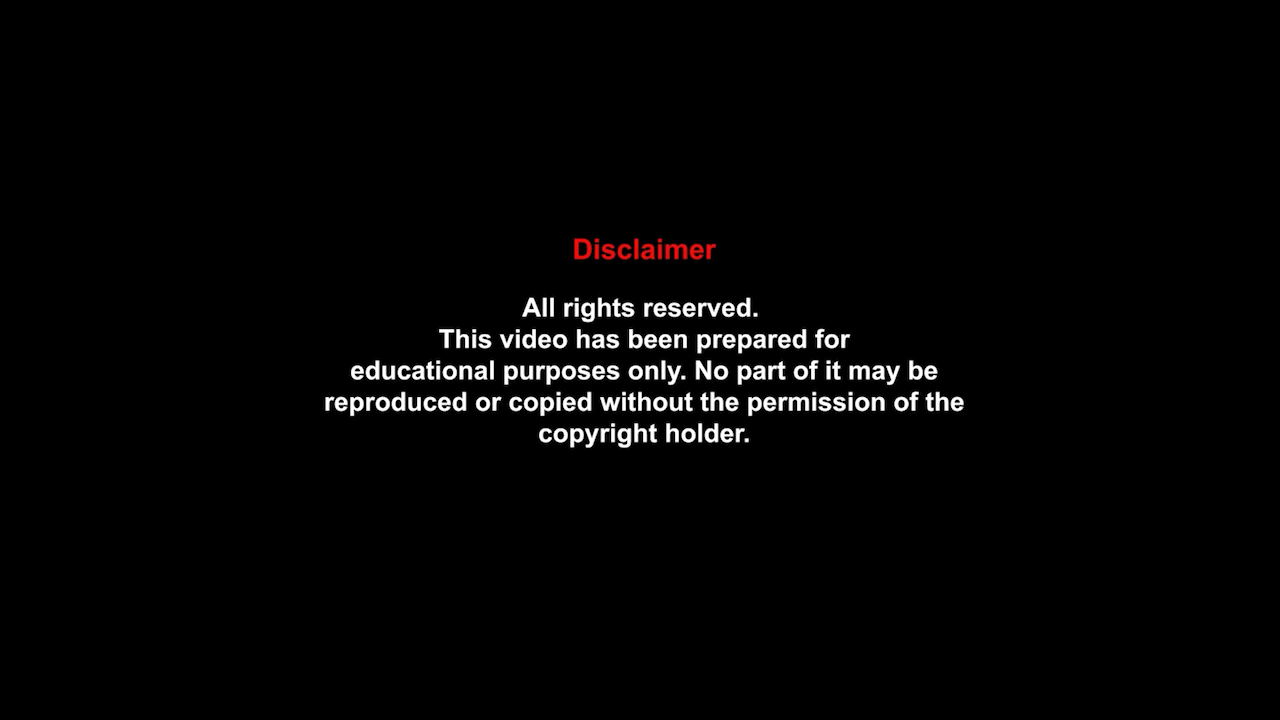 Disclaimer
All rights reserved.
This video has been prepared for
educational purposes only. No part of it may be
reproduced or copied without the permission of the
copyright holder.